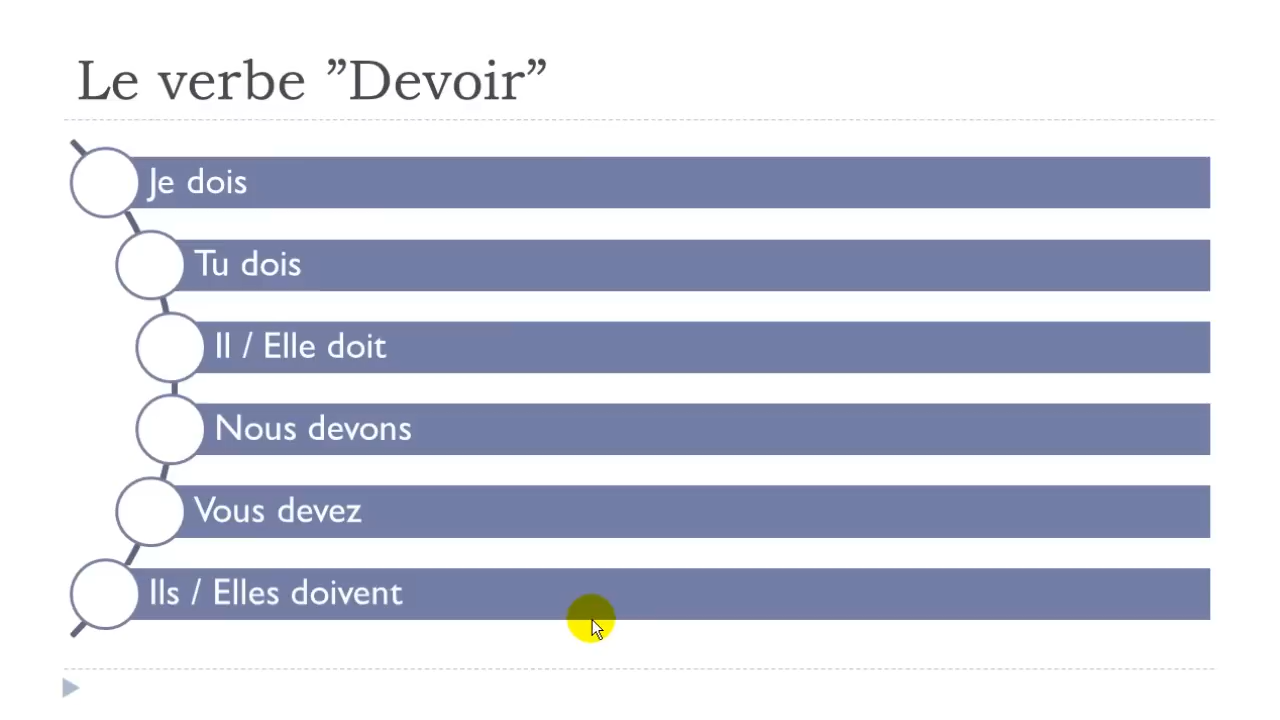 Le verbe ”Devoir”
Je dois
Tu dois
Il / Elle doit
Nous devons
Vous devez
Ils / Elles doivent